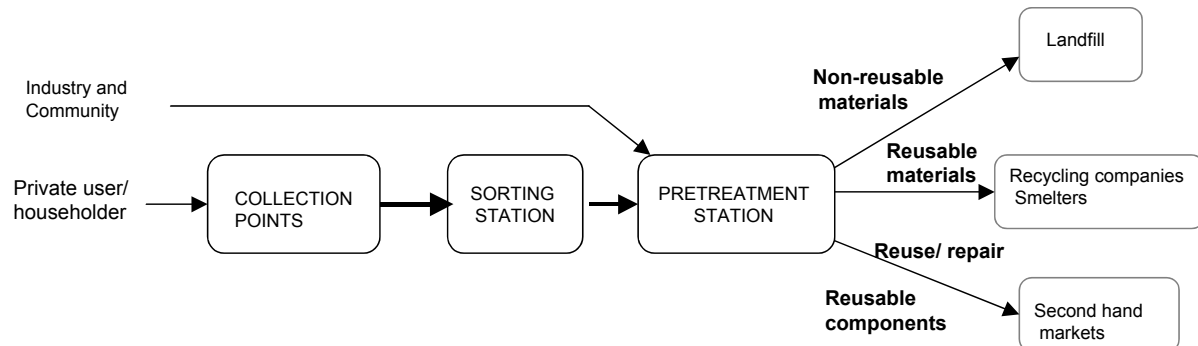 Landfill
Non-reusable
materials
Industry and
Community
Reusable
materials
Private user/
householder
COLLECTION
POINTS
SORTING
STATION
PRETREATMENT
STATION
Recycling companies
Smelters
Reuse/ repair
Reusable
components
Second hand
markets